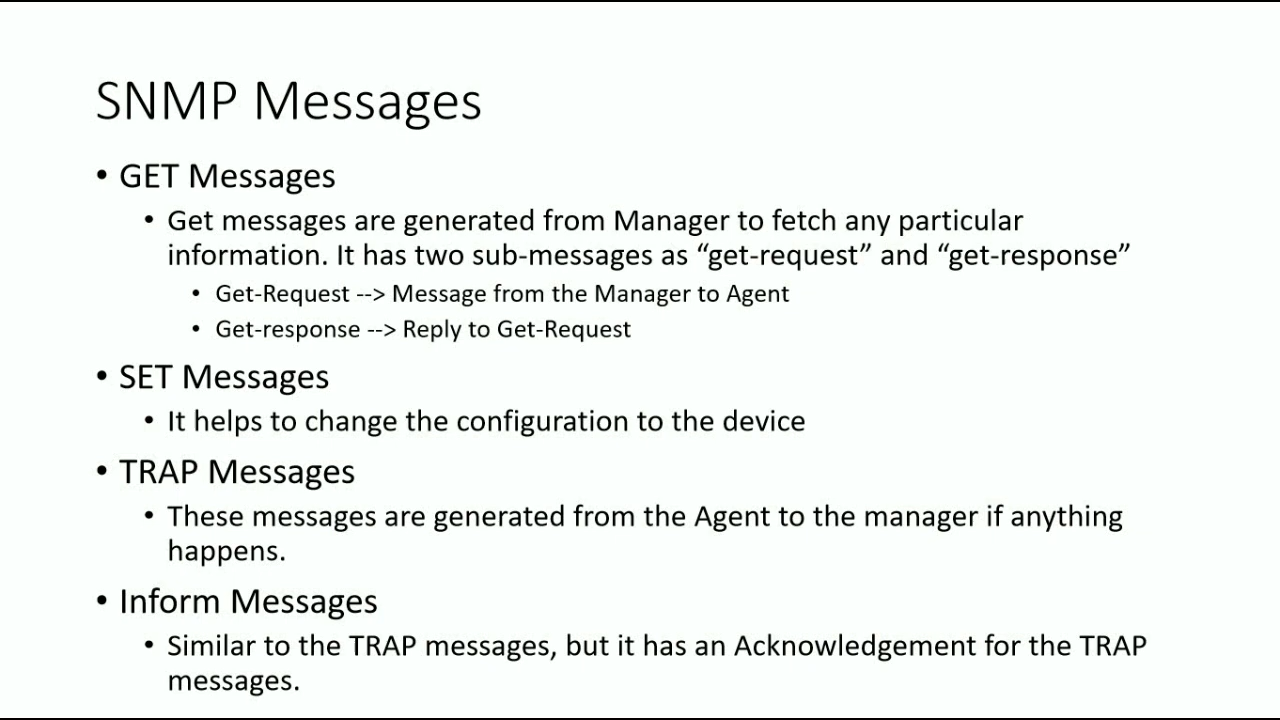 SNMP Messages
• GET Messages
• Get messages are generated from Manager to fetch any particular
information. It has two sub-messages as “get-request” and “get-response”
• Get-Request --> Message from the Manager to Agent
• Get-response --> Reply to Get-Request
• SET Messages
• It helps to change the configuration to the device
• TRAP Messages
• These messages are generated from the Agent to the manager if anything
happens.
• Inform Messages
• Similar to the TRAP messages, but it has an Acknowledgement for the TRAP
messages.